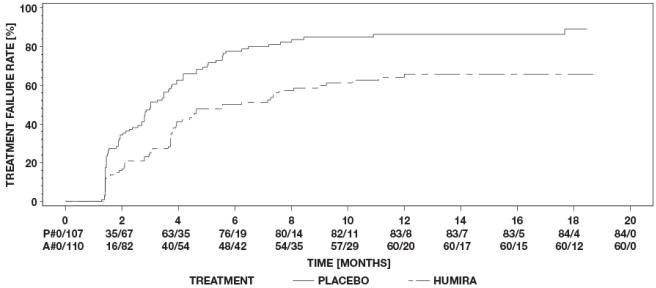 TREATMENT FAILURE RATE [%]
100
80
60
40
20
0
0 2 4 6 8 10 12 14 16 18 20
P#0/107 35/67 63/35 76/19 80/14 82/11 83/8 83/7 83/5 84/4 84/0
A#0/110 16/82 40/54 48/42 54/35 57/29 60/20 60/17 60/15 60/12 60/0
TIME [MONTHS]
TREATMENT PLACEBO HUMIRA